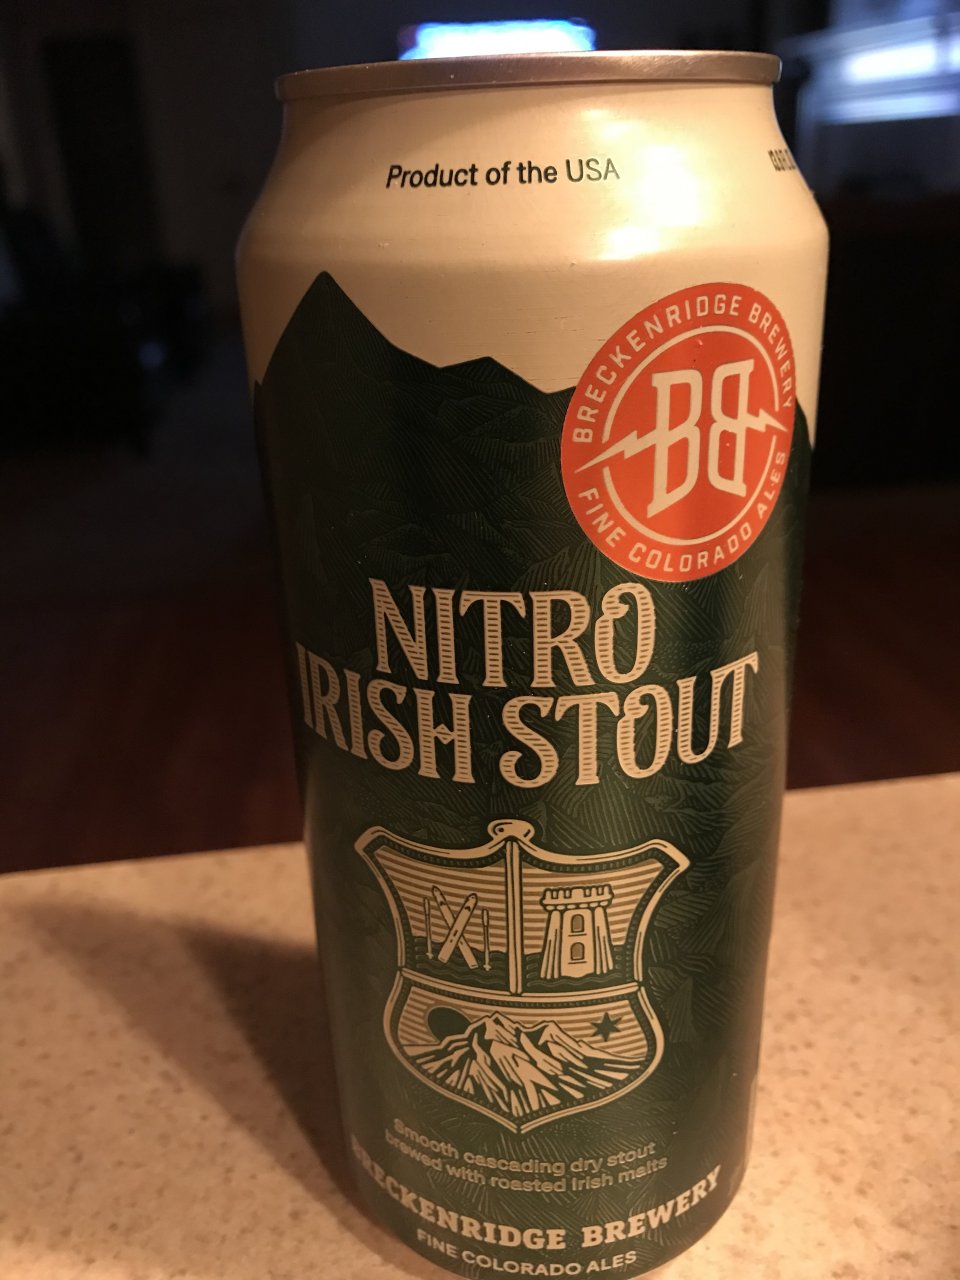 Product of the USA
BRECKENRIDGE BREWERY
BB
FINE COLORADO ALES
NITRO
IRISH STOUT
Smooth cascading dry stout
brewed with roasted Irish malts
BRECKENRIDGE BREWERY
FINE COLORADO ALES